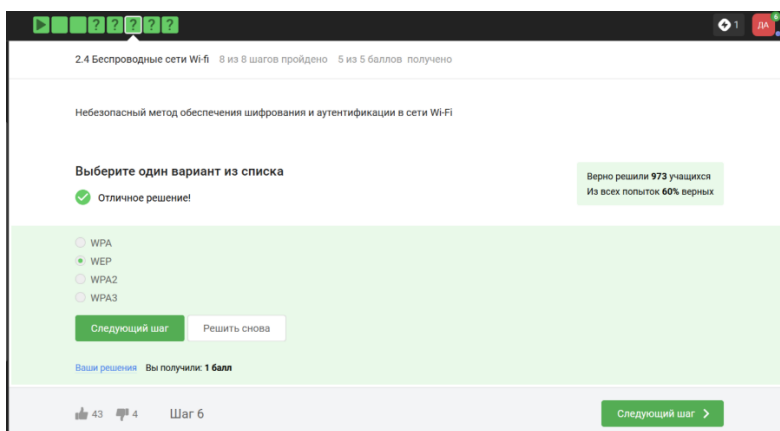 ? ? ? ? ?
1
ЛА
6
2.4 Беспроводные сети Wi-fi 8 из 8 шагов пройдено 5 из 5 баллов получено
Небезопасный метод обеспечения шифрования и аутентификации в сети Wi-Fi
Выберите один вариант из списка
Отличное решение!
Верно решили 973 учащихся
Из всех попыток 60% верных
WPA
WEP
WPA2
WPA3
Следующий шаг Решить снова
Ваши решения Вы получили: 1 балл
43 4 Шаг 6 Следующий шаг